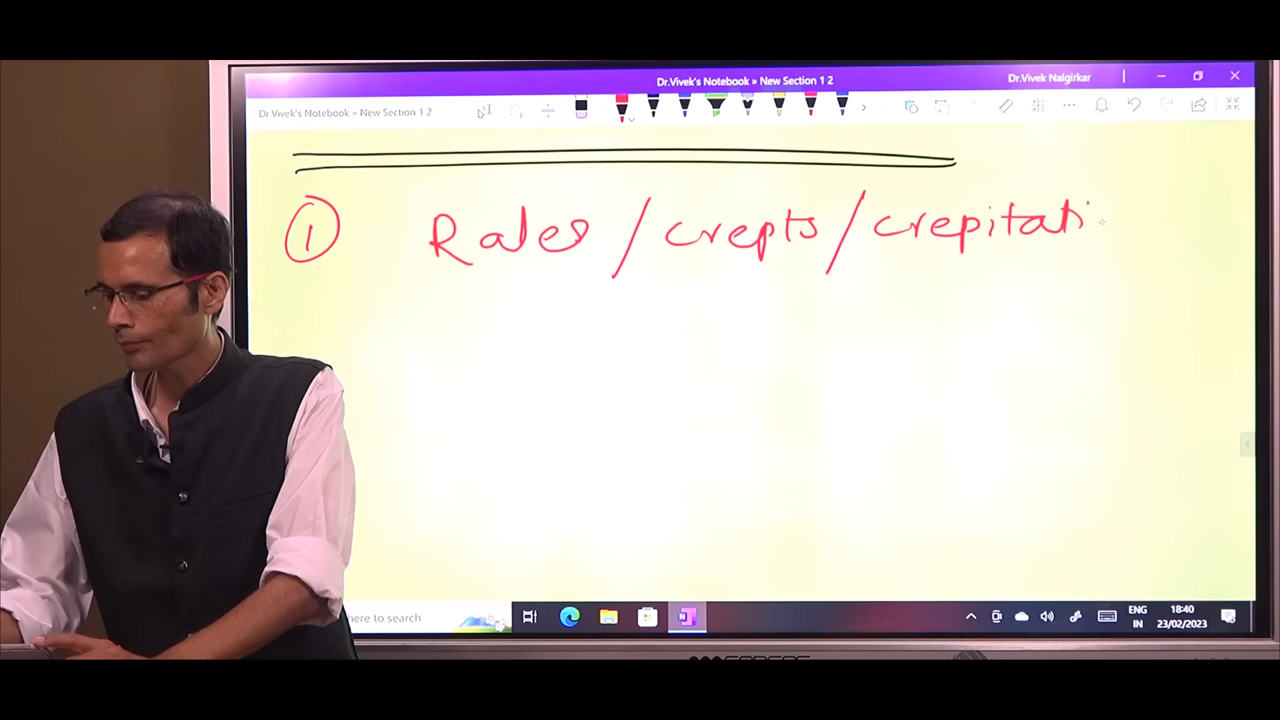 Dr.Vivek's Notebook » New Section 1 2
Dr.Vivek Nalgirkar
Dr.Vivek's Notebook » New Section 1 2
1 Rales / crepts / crepitati
here to search
ENG 18:40
IN 23/02/2023